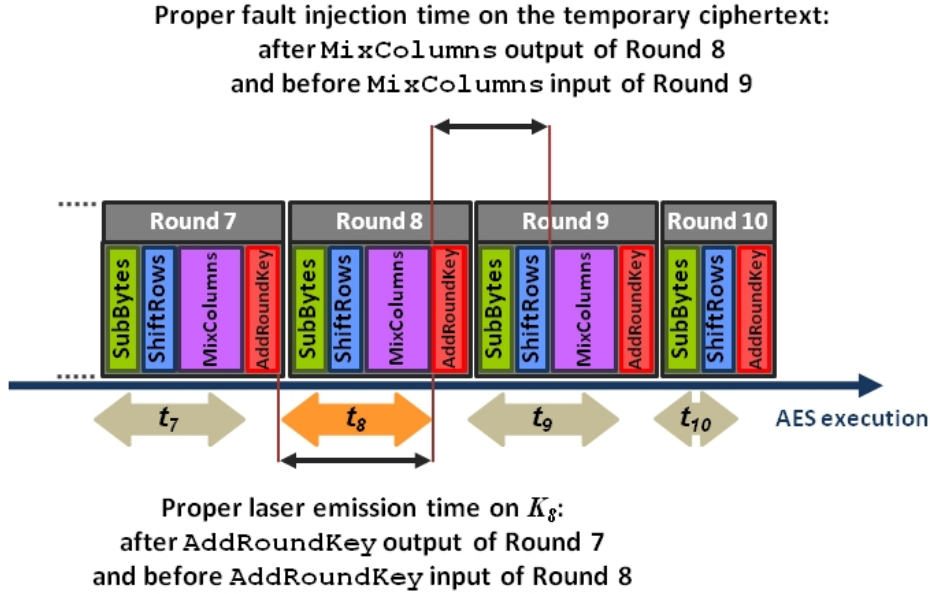 Proper fault injection time on the temporary ciphertext:
after MixColumns output of Round 8
and before MixColumns input of Round 9
Round 7 Round 8 Round 9 Round 10
SubBytes ShiftRows MixColumns AddRoundKey SubBytes ShiftRows MixColumns AddRoundKey SubBytes ShiftRows MixColumns AddRoundKey SubBytes ShiftRows AddRoundKey
t7 t8 t9 t10
AES execution
Proper laser emission time on K8:
after AddRoundKey output of Round 7
and before AddRoundKey input of Round 8